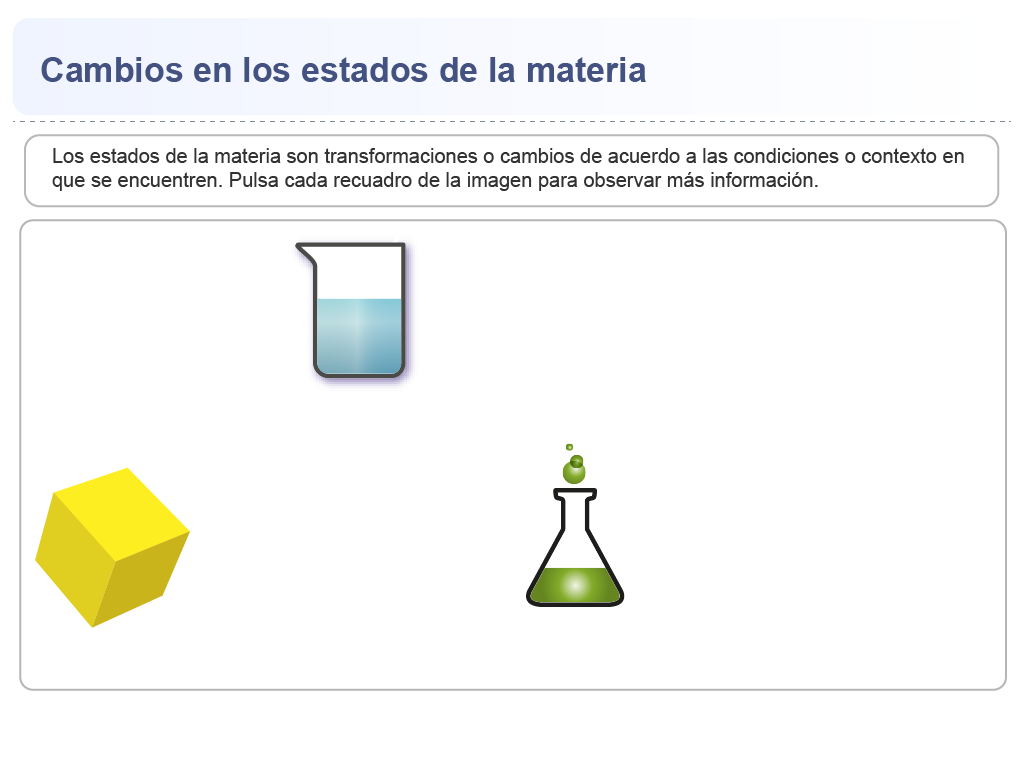 Cambios en los estados de la materia
Los estados de la materia son transformaciones o cambios de acuerdo a las condiciones o contexto en
que se encuentren. Pulsa cada recuadro de la imagen para observar más información.